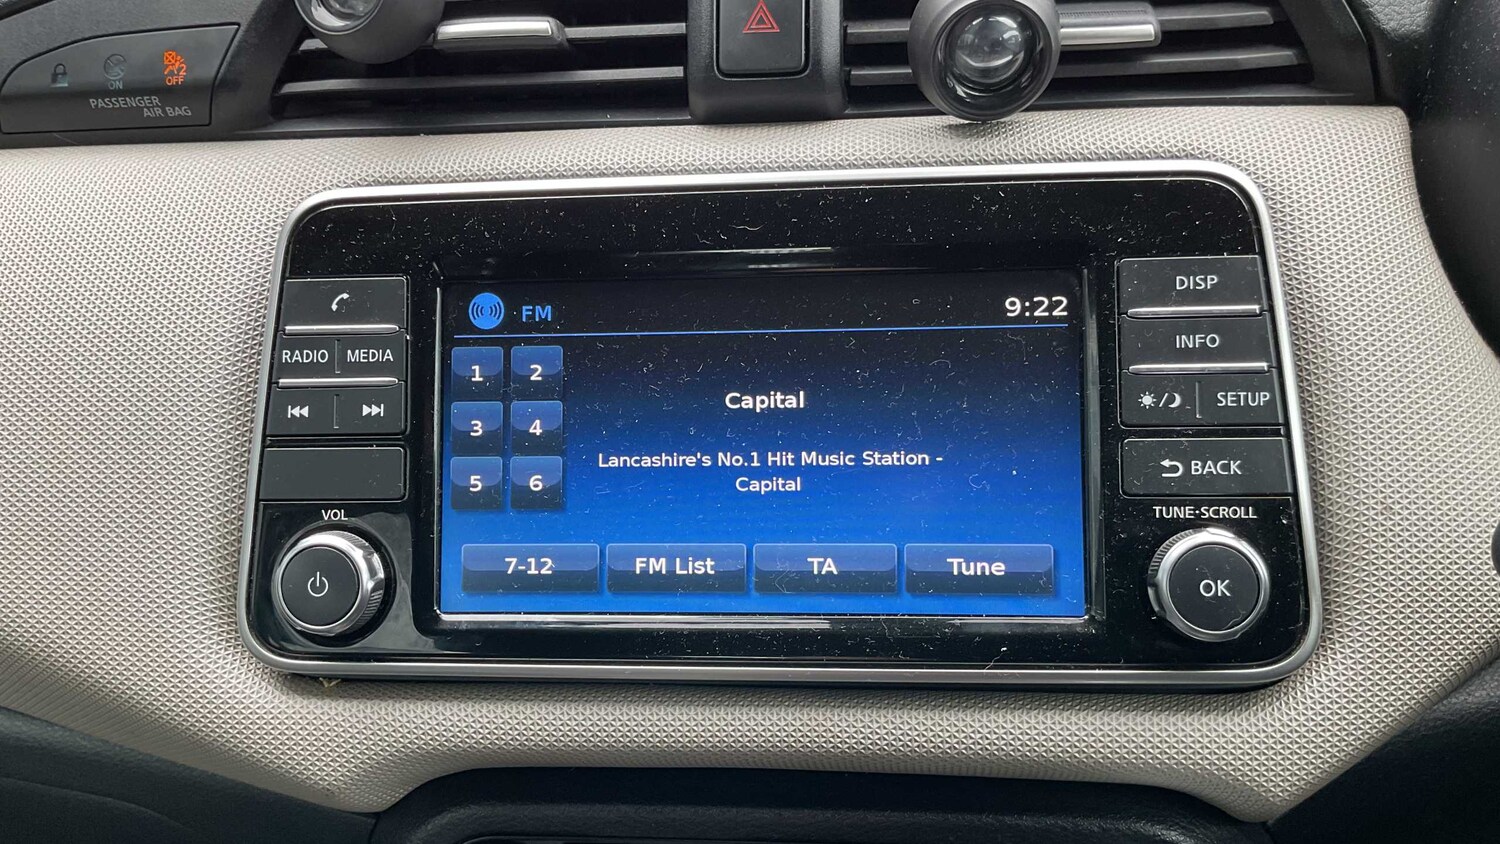 ON
2
OFF
PASSENGER
AIR BAG
FM
9:22
1 2
3 4
5 6
Capital
Lancashire's No.1 Hit Music Station -
Capital
7-12 FM List TA Tune
RADIO MEDIA
VOL
DISP
INFO
SETUP
BACK
TUNE·SCROLL
OK